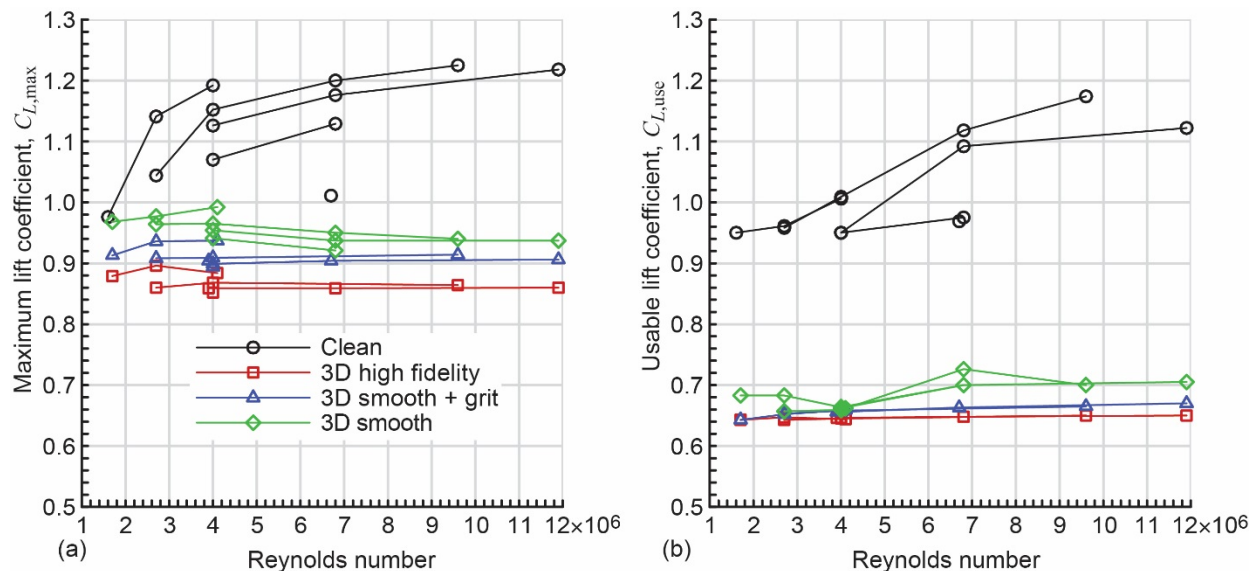 Maximum lift coefficient, C_L,max
1.3
1.2
1.1
1.0
0.9
0.8
0.7
0.6
0.5
Clean
3D high fidelity
3D smooth + grit
3D smooth
1 2 3 4 5 6 7 8 9 10 11 12×10⁶
(a) Reynolds number
Usable lift coefficient, C_L,use
1.3
1.2
1.1
1.0
0.9
0.8
0.7
0.6
0.5
1 2 3 4 5 6 7 8 9 10 11 12×10⁶
(b) Reynolds number